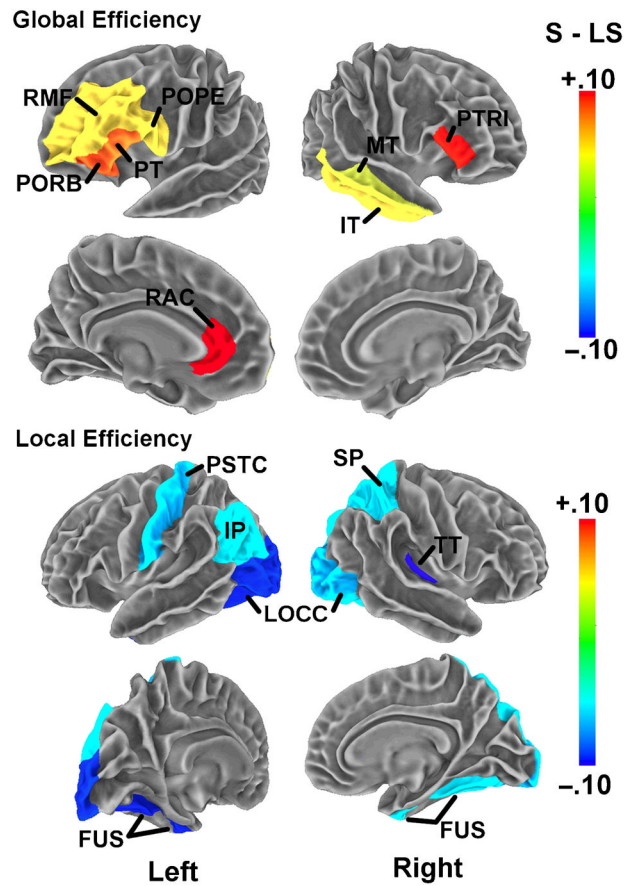 Global Efficiency
S - LS
+.10
RMF
POPE
PTRI
MT
PORB
PT
IT
RAC
-.10
Local Efficiency
PSTC
SP
+.10
IP
TT
LOCC
-.10
FUS
FUS
Left
Right